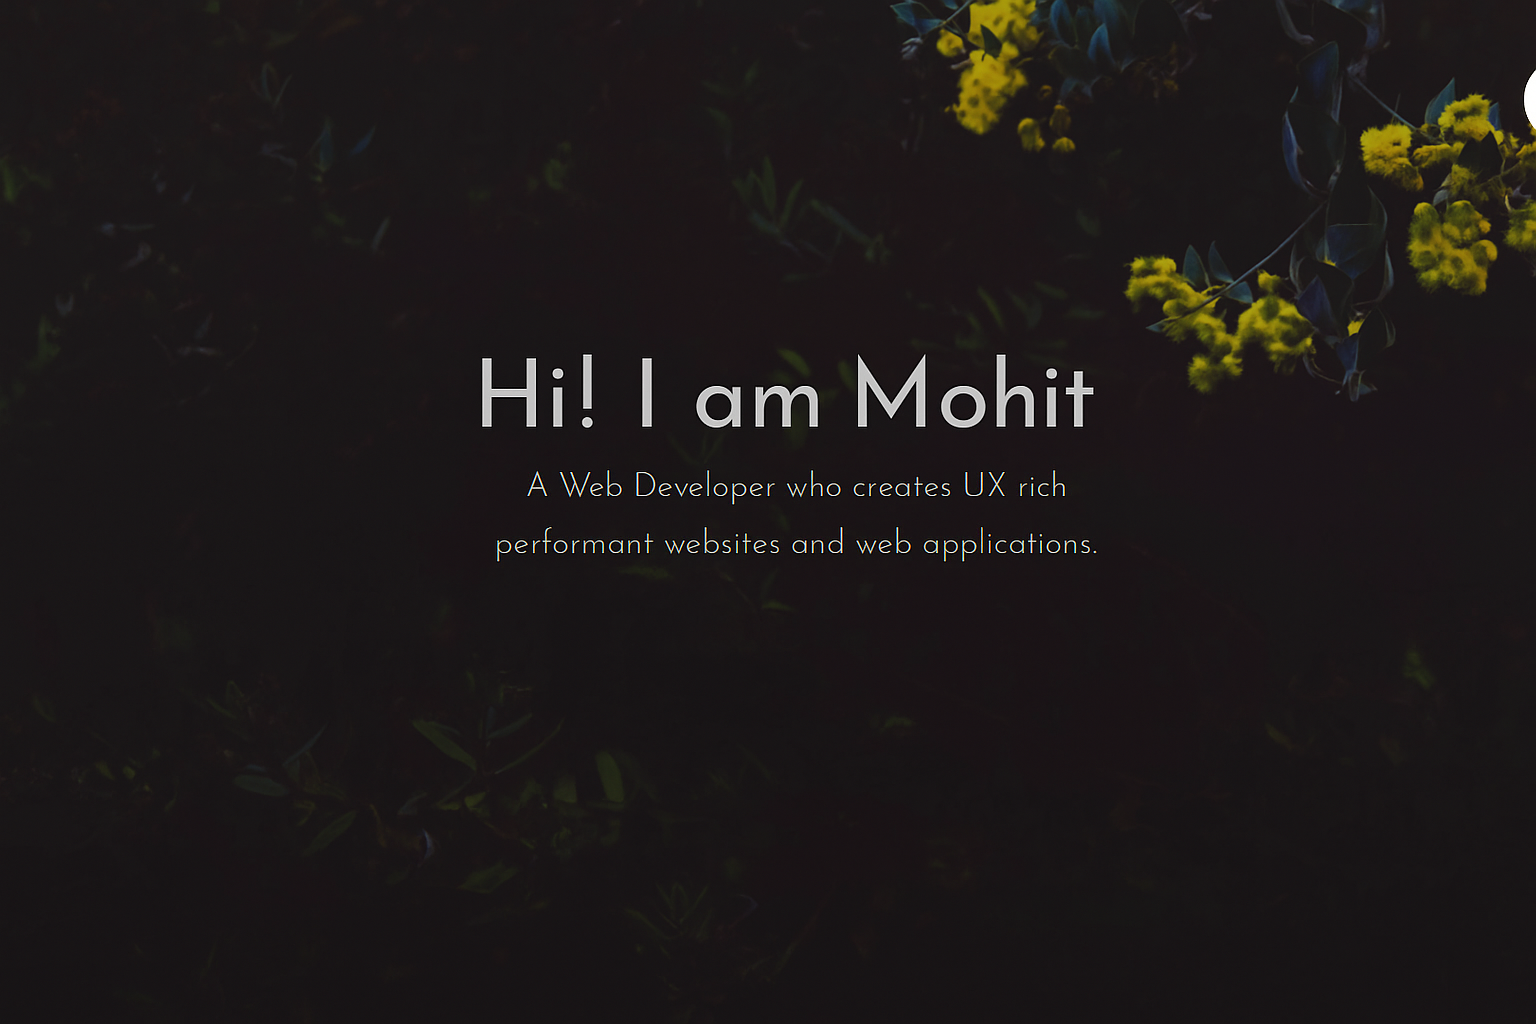 Hi! I am Mohit
A Web Developer who creates UX rich
performant websites and web applications.